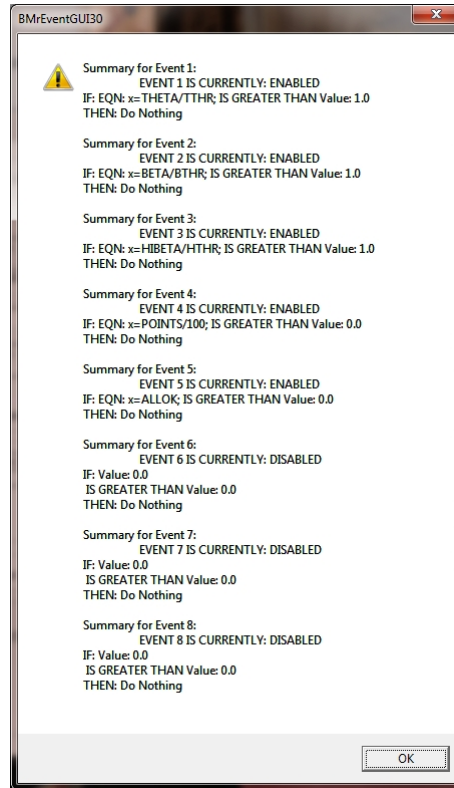 BMrEventGUI30
Summary for Event 1:
EVENT 1 IS CURRENTLY: ENABLED
IF: EQN: x=THETA/TTHR; IS GREATER THAN Value: 1.0
THEN: Do Nothing
Summary for Event 2:
EVENT 2 IS CURRENTLY: ENABLED
IF: EQN: x=BETA/BTHR; IS GREATER THAN Value: 1.0
THEN: Do Nothing
Summary for Event 3:
EVENT 3 IS CURRENTLY: ENABLED
IF: EQN: x=HIBETA/HTHR; IS GREATER THAN Value: 1.0
THEN: Do Nothing
Summary for Event 4:
EVENT 4 IS CURRENTLY: ENABLED
IF: EQN: x=POINTS/100; IS GREATER THAN Value: 0.0
THEN: Do Nothing
Summary for Event 5:
EVENT 5 IS CURRENTLY: ENABLED
IF: EQN: x=ALLOK; IS GREATER THAN Value: 0.0
THEN: Do Nothing
Summary for Event 6:
EVENT 6 IS CURRENTLY: DISABLED
IF: Value: 0.0
IS GREATER THAN Value: 0.0
THEN: Do Nothing
Summary for Event 7:
EVENT 7 IS CURRENTLY: DISABLED
IF: Value: 0.0
IS GREATER THAN Value: 0.0
THEN: Do Nothing
Summary for Event 8:
EVENT 8 IS CURRENTLY: DISABLED
IF: Value: 0.0
IS GREATER THAN Value: 0.0
THEN: Do Nothing
OK